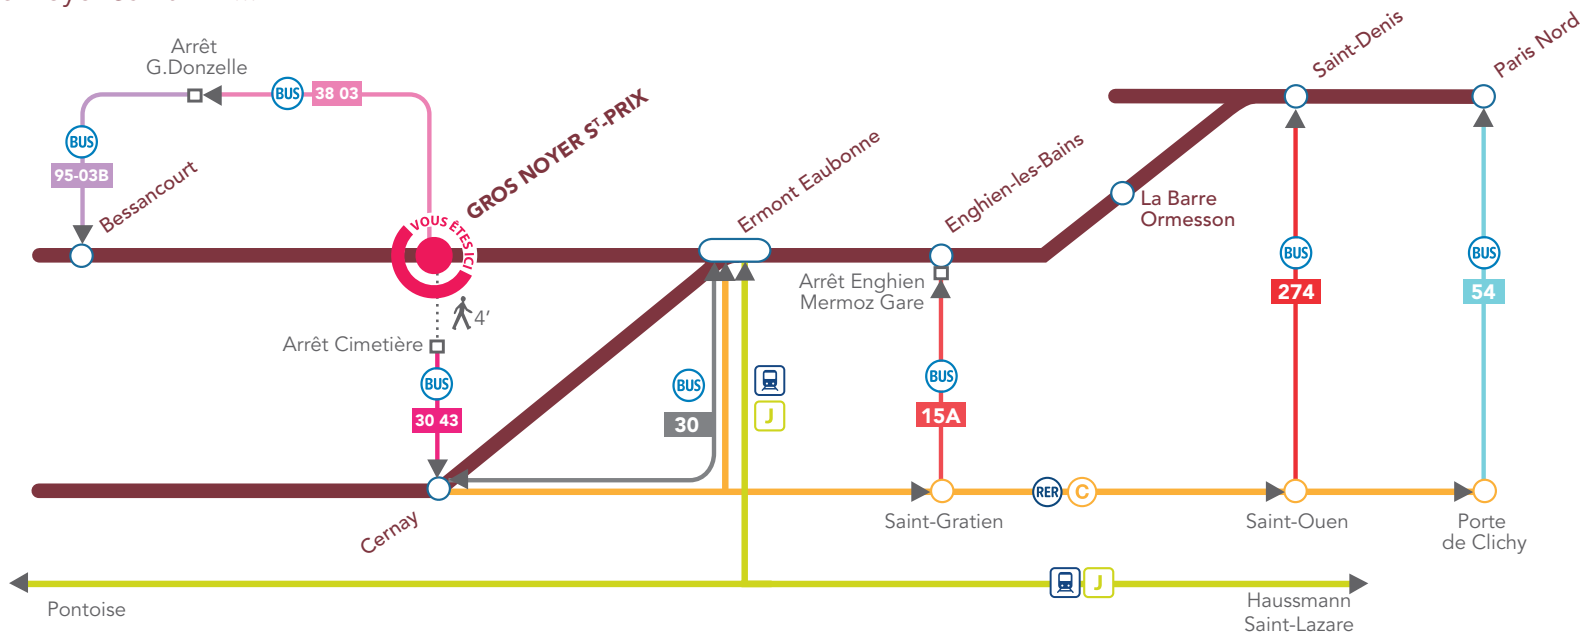 Arrêt
G.Donzelle
BUS
38 03
BUS
95-03B
Bessancourt
GROS NOYER Sᵀ-PRIX
VOUS ÊTES ICI
4’
Arrêt Cimetière
BUS
30 43
Cernay
Ermont Eaubonne
BUS
30
J
Enghien-les-Bains
Arrêt Enghien
Mermoz Gare
BUS
15A
Saint-Gratien
RER C
La Barre
Ormesson
Saint-Denis
BUS
274
Saint-Ouen
Paris Nord
BUS
54
Porte
de Clichy
Pontoise
J
Haussmann
Saint-Lazare